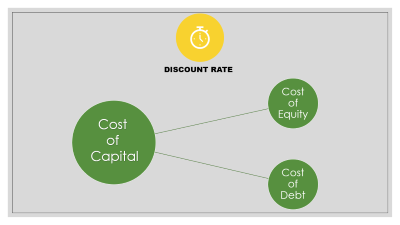 DISCOUNT RATE
Cost
of
Capital
Cost
of
Equity
Cost
of
Debt